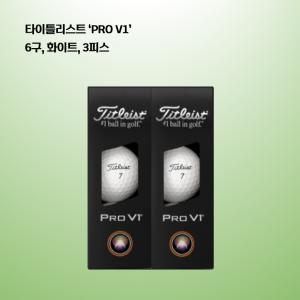 타이틀리스트 ‘PRO V1’
6구, 화이트, 3피스
Titleist
#1 ball in golf.
Titleist
7
PRO V1
Titleist
#1 ball in golf.
Titleist
7
PRO V1